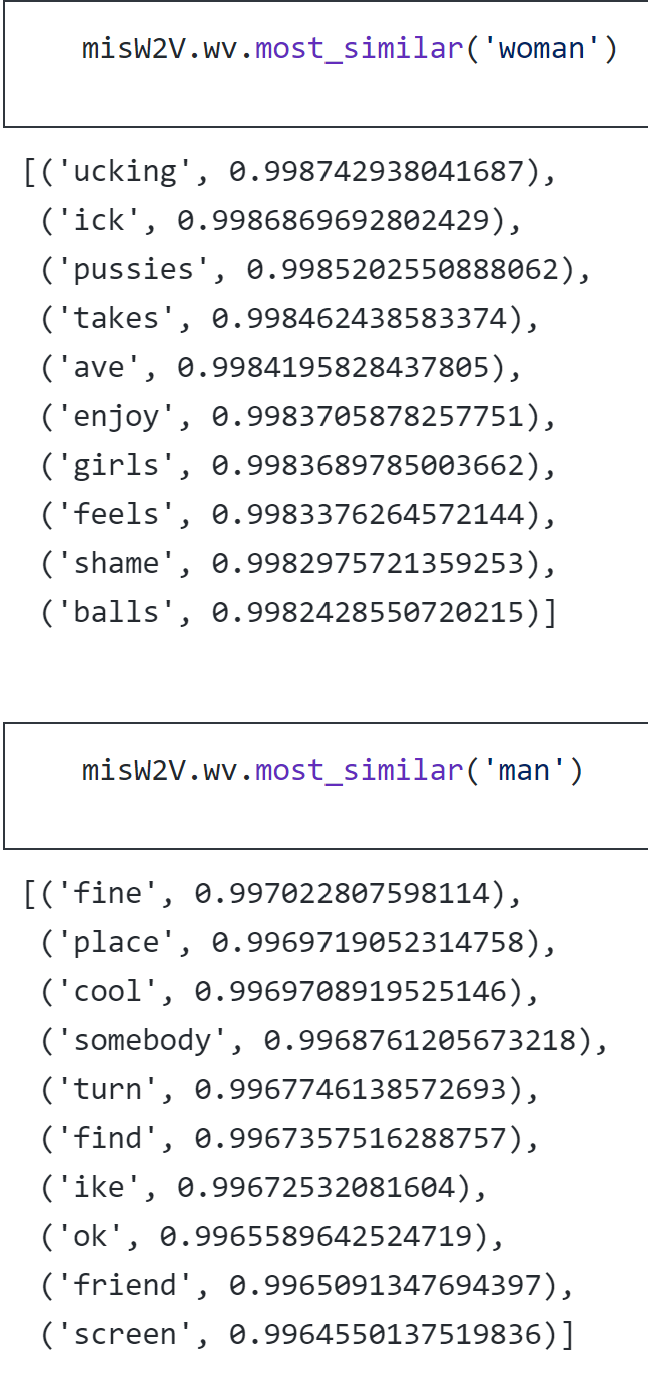 misW2V.wv.most_similar('woman')
[('ucking', 0.998742938041687),
('ick', 0.9986869692802429),
('pussies', 0.9985202550888062),
('takes', 0.998462438583374),
('ave', 0.9984195828437805),
('enjoy', 0.9983705878257751),
('girls', 0.9983689785003662),
('feels', 0.9983376264572144),
('shame', 0.9982975721359253),
('balls', 0.9982428550720215)]
misW2V.wv.most_similar('man')
[('fine', 0.997022807598114),
('place', 0.9969719052314758),
('cool', 0.9969708919525146),
('somebody', 0.9968761205673218),
('turn', 0.9967746138572693),
('find', 0.9967357516288757),
('ike', 0.99672532081604),
('ok', 0.9965589642524719),
('friend', 0.9965091347694397),
('screen', 0.9964550137519836)]